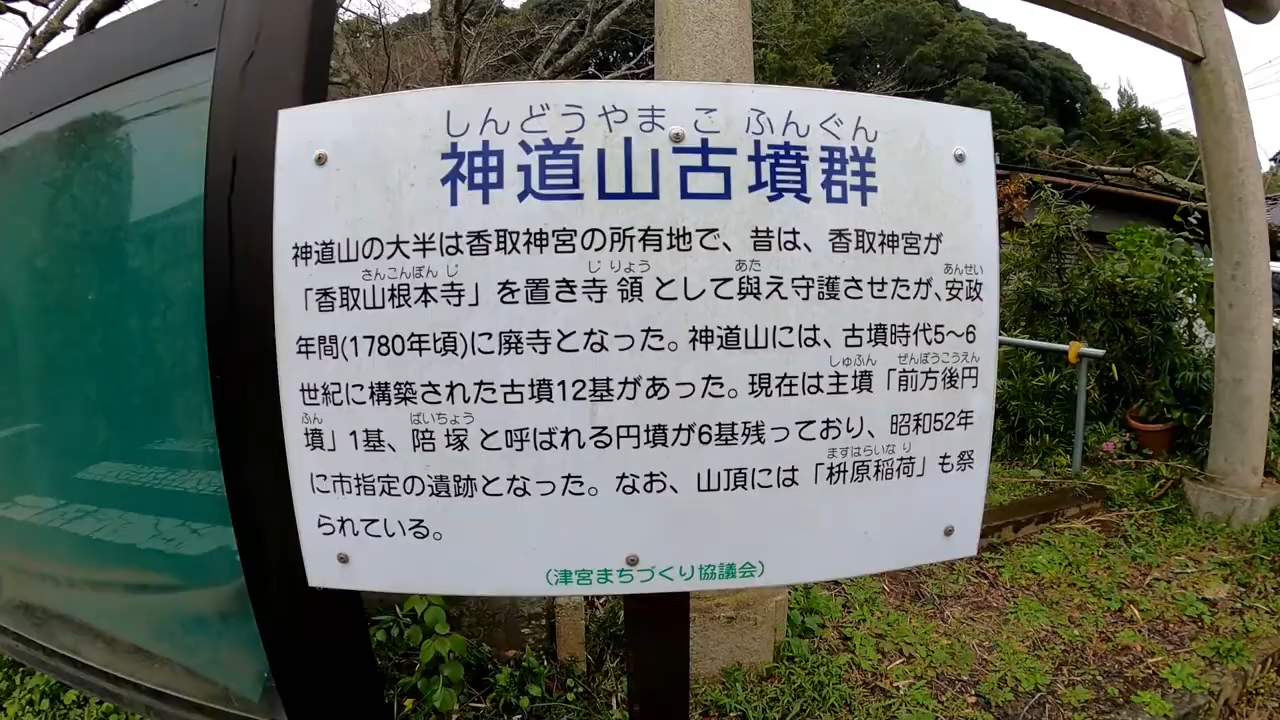 しんどうやま こ ふんぐん
神道山古墳群
神道山の大半は香取神宮の所有地で、昔は、香取神宮が
さんこんぽん じ じ りょう あた あんせい
「香取山根本寺」を置き寺領として與え守護させたが、安政
年間(1780年頃)に廃寺となった。神道山には、古墳時代5〜6
しゅふん ぜんぽうこうえん
世紀に構築された古墳12基があった。現在は主墳「前方後円
ふん ばいちょう
墳」1基、陪塚と呼ばれる円墳が6基残っており、昭和52年
ますはらいな り
に市指定の遺跡となった。なお、山頂には「枡原稲荷」も祭
られている。
(津宮まちづくり協議会)